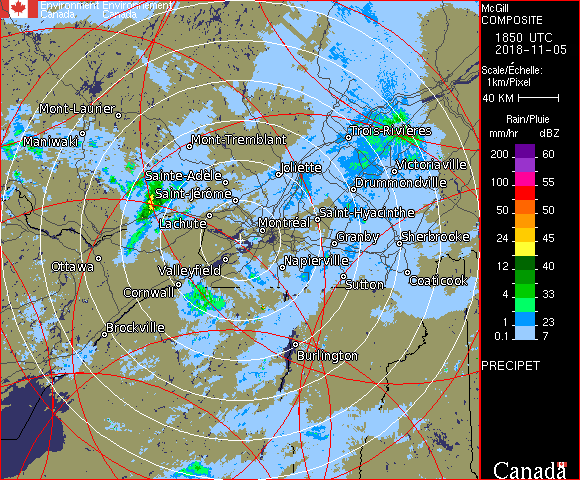 Environment Environnement
Canada Canada
McGill
COMPOSITE
1850 UTC
2018-11-05
Scale/Échelle:
1km/Pixel
40 KM
Rain/Pluie
mm/hr dBZ
200 60
100 55
50 50
24 45
12 40
4 33
0.1 23
7
PRECIPET
Canada
Mont-Laurier
Maniwaki
Mont-Tremblant
Trois-Rivières
Sainte-Adèle
Joliette
Victoriaville
Saint-Jérôme
Drummondville
Lachute
Montréal
Saint-Hyacinthe
Granby
Sherbrooke
Ottawa
Valleyfield
Napierville
Cornwall
Sutton
Coaticook
Brockville
Burlington